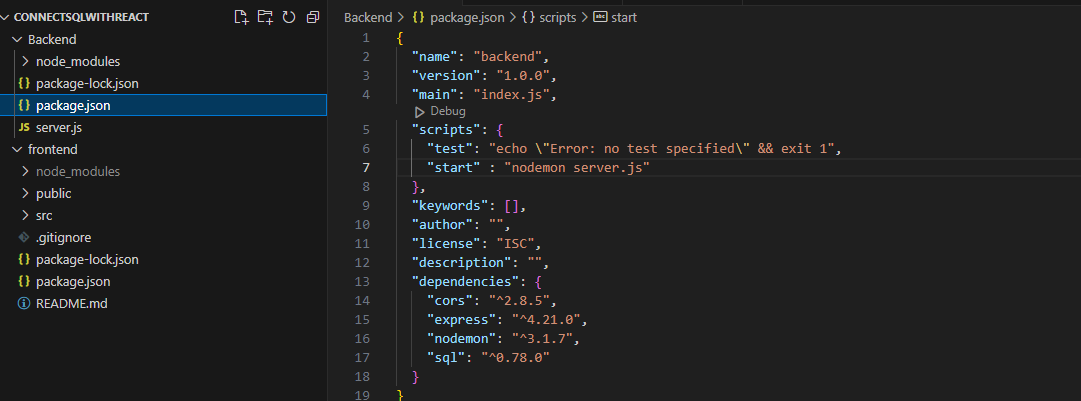 CONNECTSQLWITHREACT
Backend
node_modules
{} package-lock.json
{} package.json
JS server.js
frontend
node_modules
public
src
.gitignore
{} package-lock.json
{} package.json
README.md
Backend > {} package.json > {} scripts > abc start
1 {
2 "name": "backend",
3 "version": "1.0.0",
4 "main": "index.js",
Debug
5 "scripts": {
6 "test": "echo \"Error: no test specified\" && exit 1",
7 "start" : "nodemon server.js"
8 },
9 "keywords": [],
10 "author": "",
11 "license": "ISC",
12 "description": "",
13 "dependencies": {
14 "cors": "^2.8.5",
15 "express": "^4.21.0",
16 "nodemon": "^3.1.7",
17 "sql": "^0.78.0"
18 }
19 }